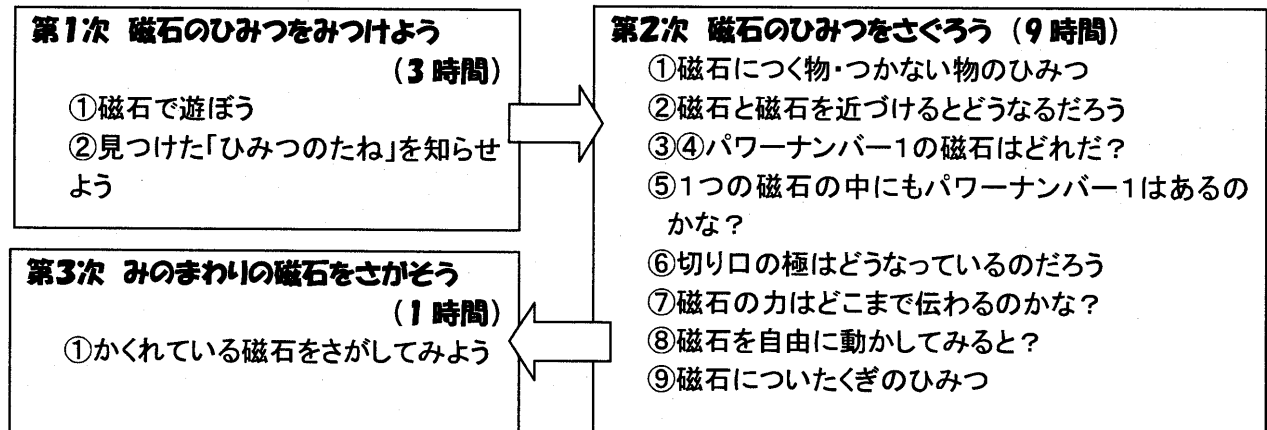 第1次 磁石のひみつをみつけよう
(3時間)
①磁石で遊ぼう
②見つけた「ひみつのたね」を知らせ
よう
第2次 磁石のひみつをさぐろう(9時間)
①磁石につく物・つかない物のひみつ
②磁石と磁石を近づけるとどうなるだろう
③④パワーナンバー1の磁石はどれだ?
⑤1つの磁石の中にもパワーナンバー1はあるの
かな?
⑥切り口の極はどうなっているのだろう
⑦磁石の力はどこまで伝わるのかな?
⑧磁石を自由に動かしてみると?
⑨磁石についたくぎのひみつ
第3次 みのまわりの磁石をさがそう
(1時間)
①かくれている磁石をさがしてみよう